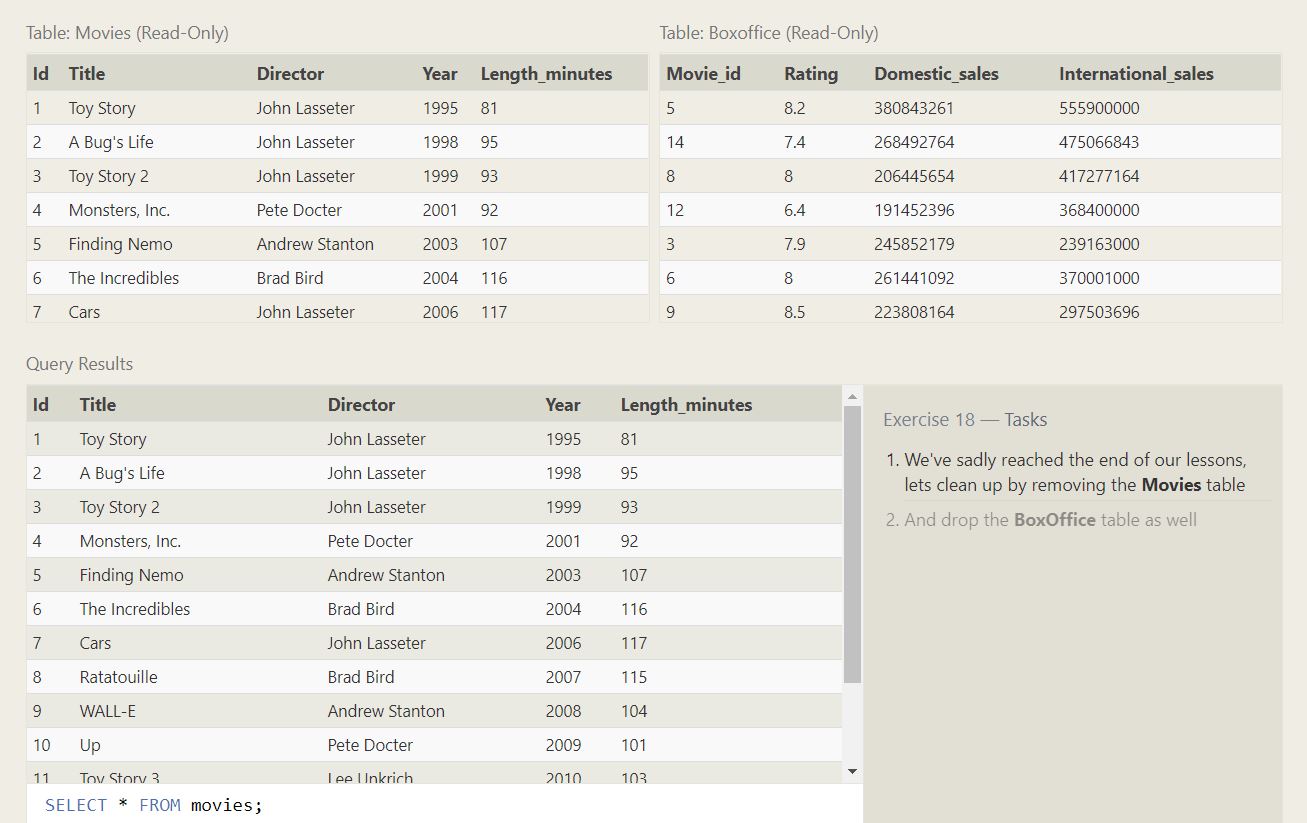 Table: Movies (Read-Only)
Id Title Director Year Length_minutes
1 Toy Story John Lasseter 1995 81
2 A Bug's Life John Lasseter 1998 95
3 Toy Story 2 John Lasseter 1999 93
4 Monsters, Inc. Pete Docter 2001 92
5 Finding Nemo Andrew Stanton 2003 107
6 The Incredibles Brad Bird 2004 116
7 Cars John Lasseter 2006 117
Table: Boxoffice (Read-Only)
Movie_id Rating Domestic_sales International_sales
5 8.2 380843261 555900000
14 7.4 268492764 475066843
8 8 206445654 417277164
12 6.4 191452396 368400000
3 7.9 245852179 239163000
6 8 261441092 370001000
9 8.5 223808164 297503696
Query Results
Id Title Director Year Length_minutes
1 Toy Story John Lasseter 1995 81
2 A Bug's Life John Lasseter 1998 95
3 Toy Story 2 John Lasseter 1999 93
4 Monsters, Inc. Pete Docter 2001 92
5 Finding Nemo Andrew Stanton 2003 107
6 The Incredibles Brad Bird 2004 116
7 Cars John Lasseter 2006 117
8 Ratatouille Brad Bird 2007 115
9 WALL-E Andrew Stanton 2008 104
10 Up Pete Docter 2009 101
11 Toy Story 3 Lee Unkrich 2010 103
SELECT * FROM movies;
Exercise 18 — Tasks
1. We've sadly reached the end of our lessons,
lets clean up by removing the Movies table
2. And drop the BoxOffice table as well